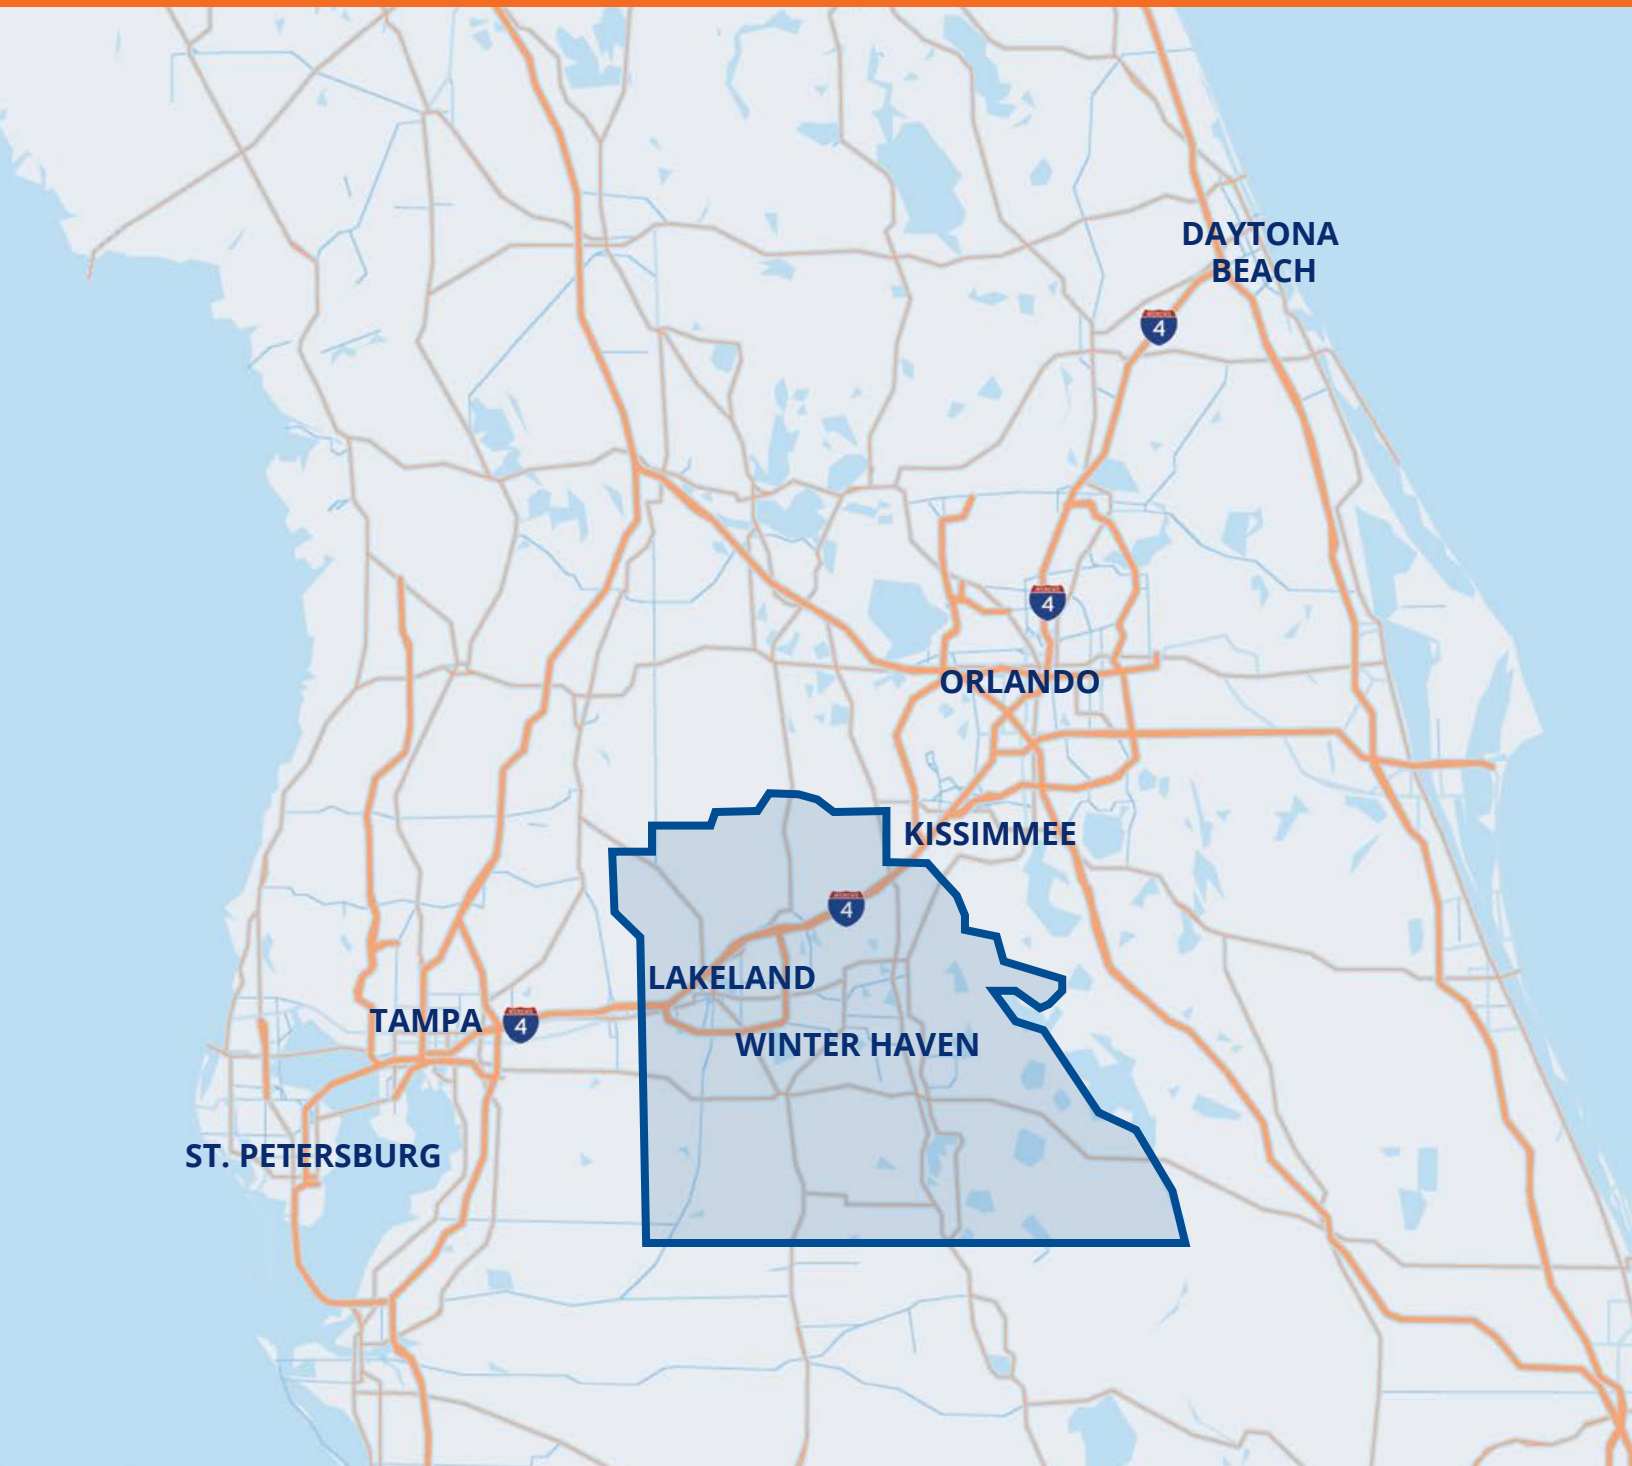 DAYTONA
BEACH
4
4
ORLANDO
KISSIMMEE
4
LAKELAND
TAMPA
4
WINTER HAVEN
ST. PETERSBURG